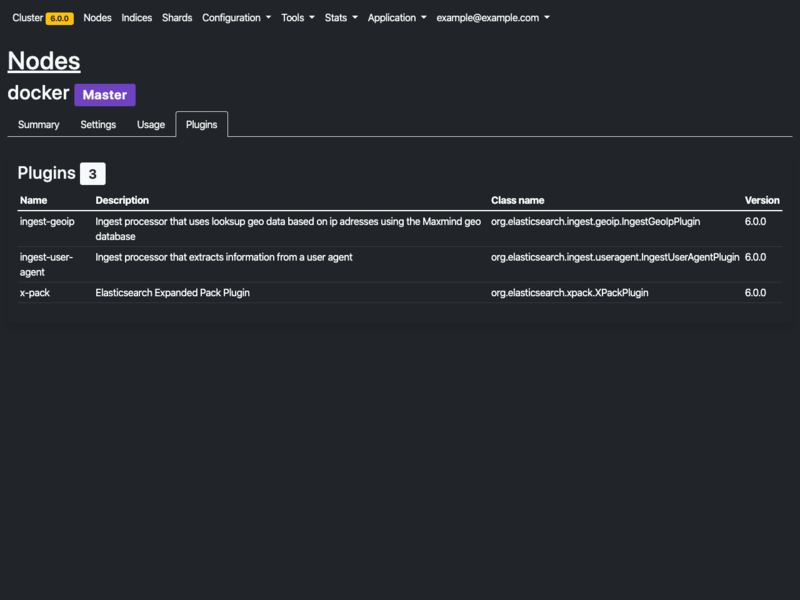 Cluster 6.0.0 Nodes Indices Shards Configuration Tools Stats Application example@example.com
Nodes
docker Master
Summary Settings Usage Plugins
Plugins 3
Name Description Class name Version
ingest-geoip Ingest processor that uses looksup geo data based on ip adresses using the Maxmind geo org.elasticsearch.ingest.geoip.IngestGeoIpPlugin 6.0.0
database
ingest-user- Ingest processor that extracts information from a user agent org.elasticsearch.ingest.useragent.IngestUserAgentPlugin 6.0.0
agent
x-pack Elasticsearch Expanded Pack Plugin org.elasticsearch.xpack.XPackPlugin 6.0.0